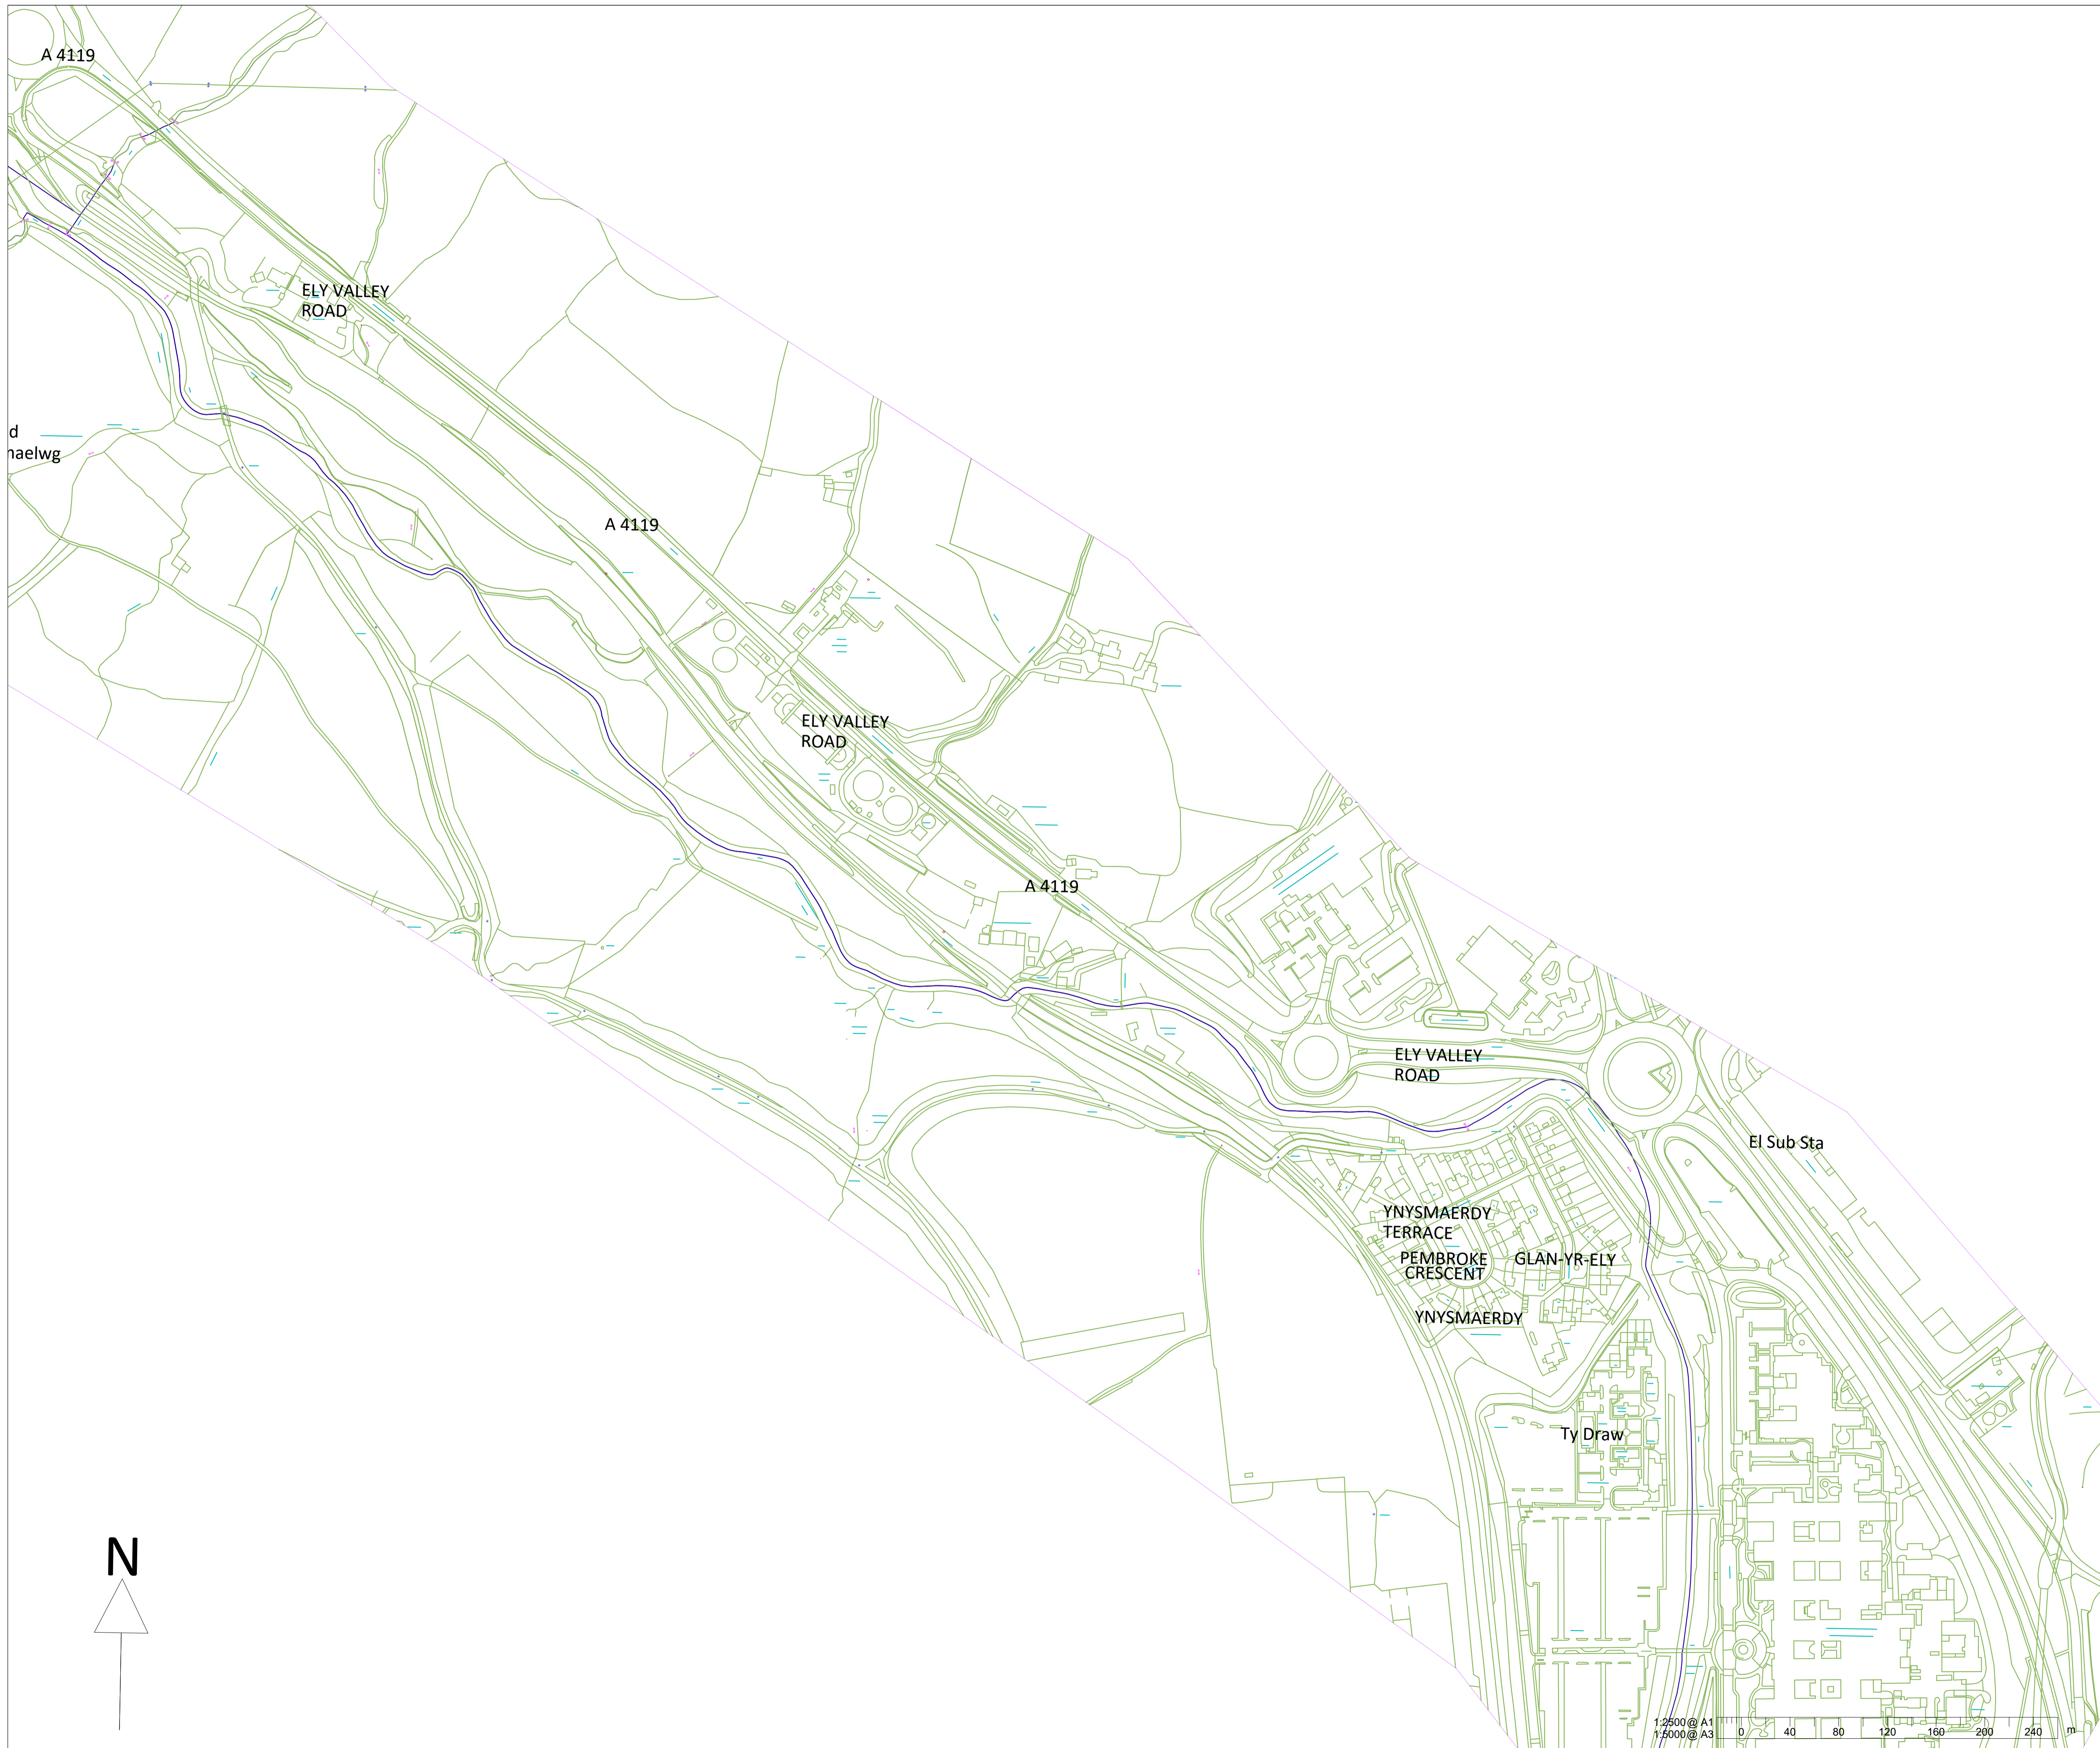 A 4119
ELY VALLEY
ROAD
d
naelwg
A 4119
ELY VALLEY
ROAD
A 4119
ELY VALLEY
ROAD
El Sub Sta
YNYSMAERDY
TERRACE
PEMBROKE
CRESCENT
GLAN-YR-ELY
YNYSMAERDY
Ty Draw
N
1:2500 @ A1
1:5000 @ A3
0 40 80 120 160 200 240 m